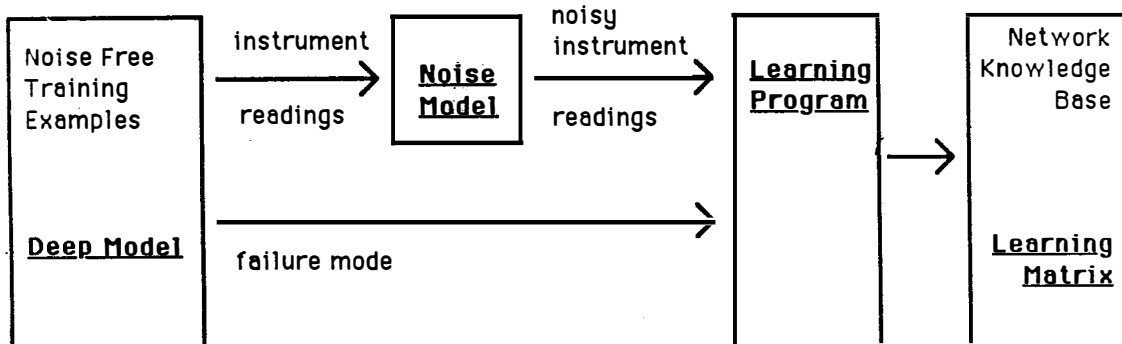 Noise Free
Training
Examples
Deep Model
instrument
readings
failure mode
Noise
Model
noisy
instrument
readings
Learning
Program
Network
Knowledge
Base
Learning
Matrix